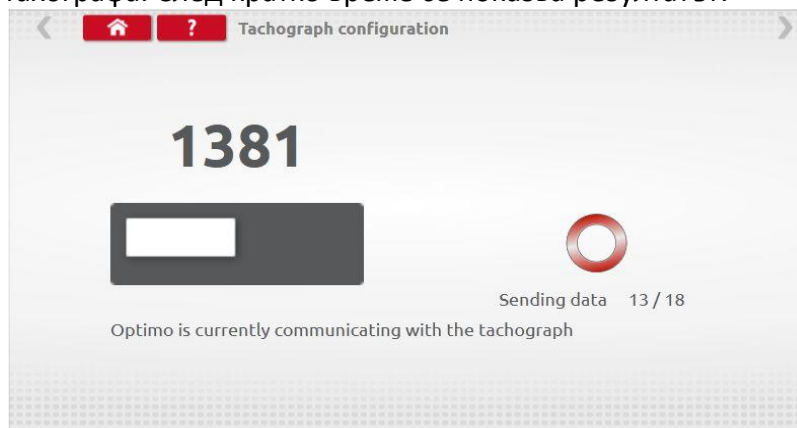 Tachograph configuration
1381
Sending data 13 / 18
Optimo is currently communicating with the tachograph